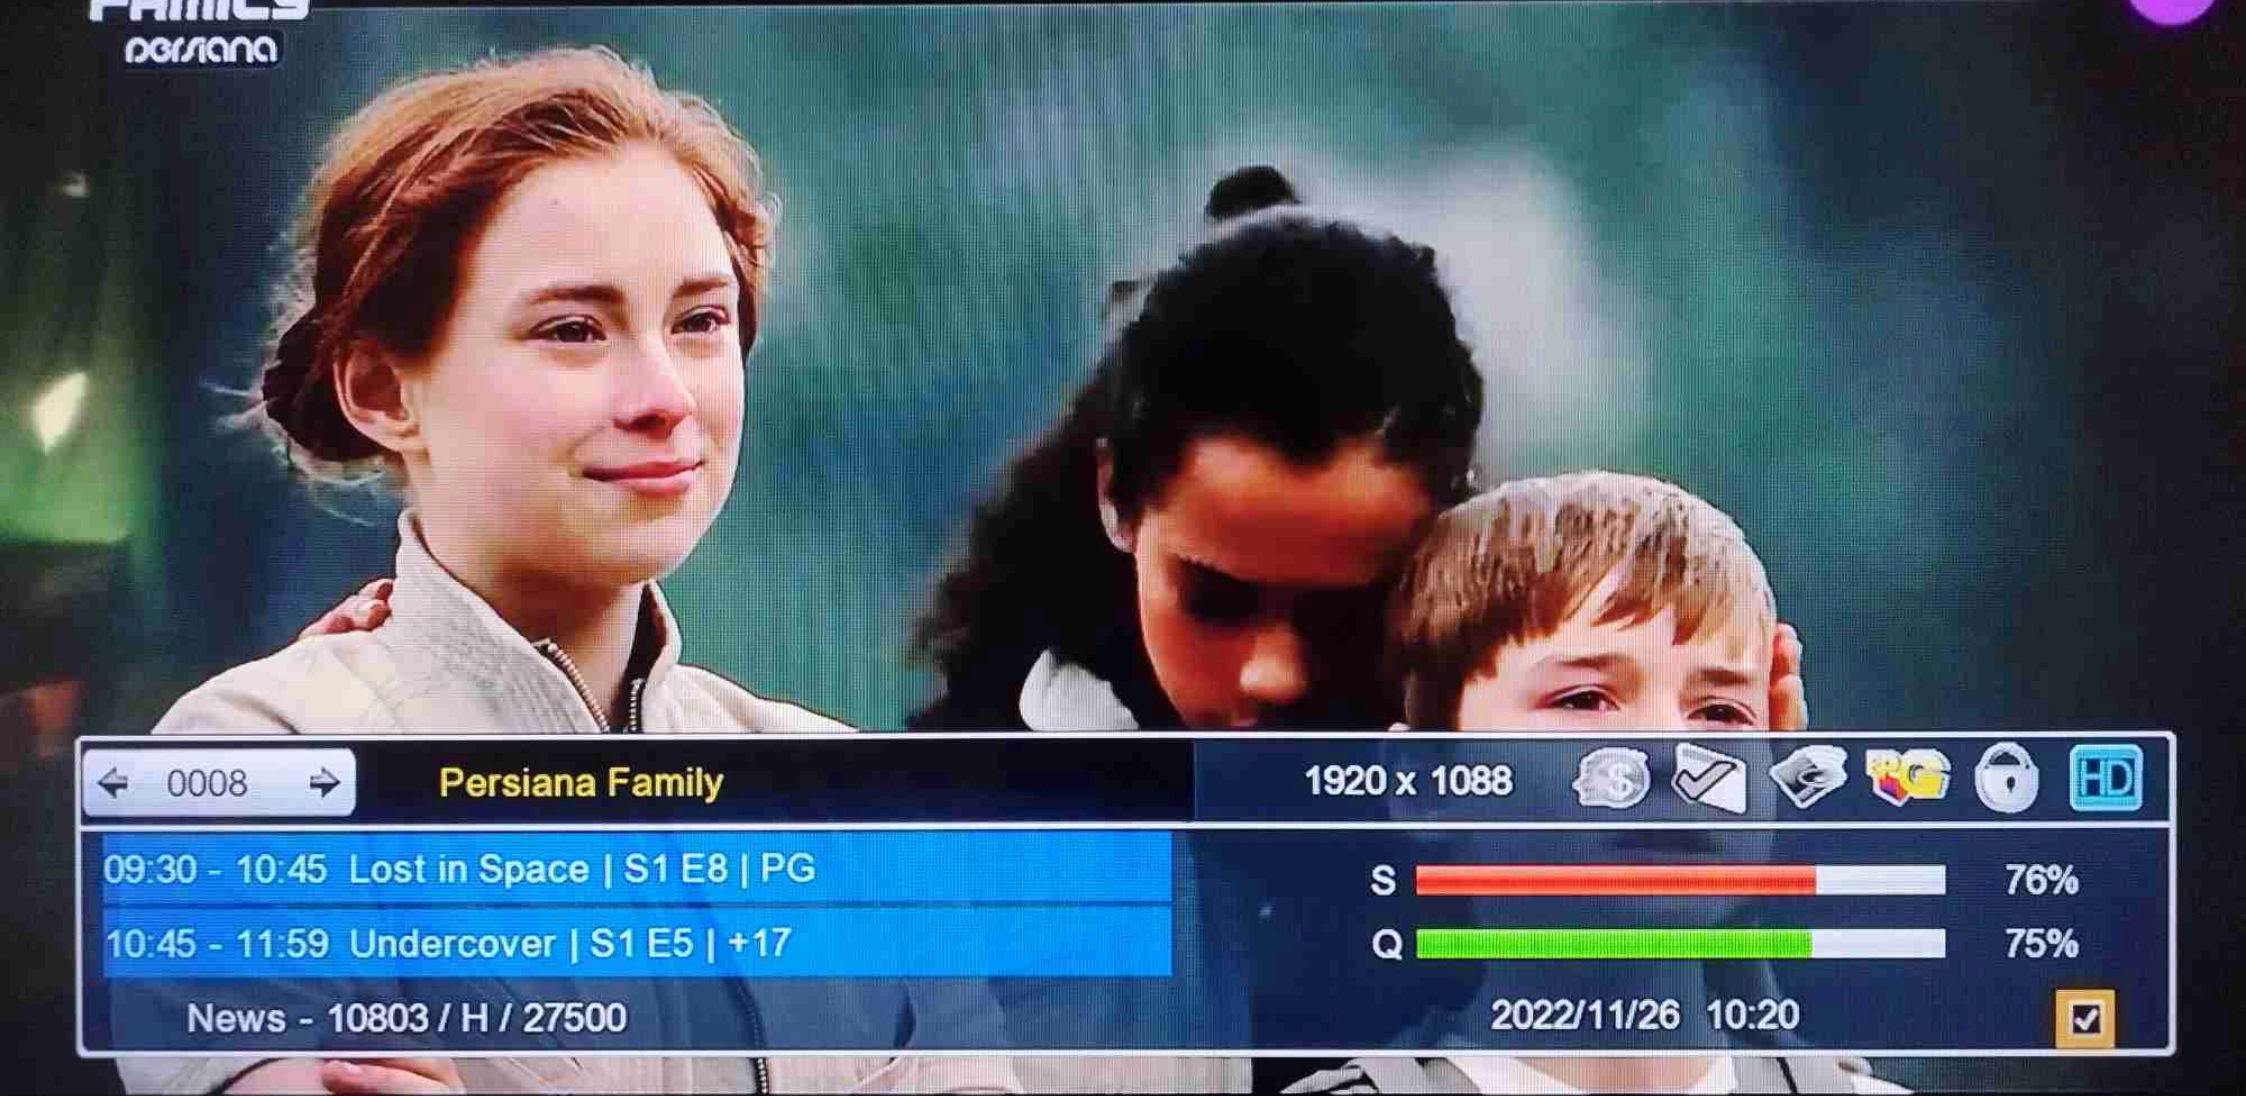 FAMILY
persiana
0008 Persiana Family 1920 x 1088 $ HD
09:30 - 10:45 Lost in Space | S1 E8 | PG
S 76%
10:45 - 11:59 Undercover | S1 E5 | +17
Q 75%
News - 10803 / H / 27500 2022/11/26 10:20